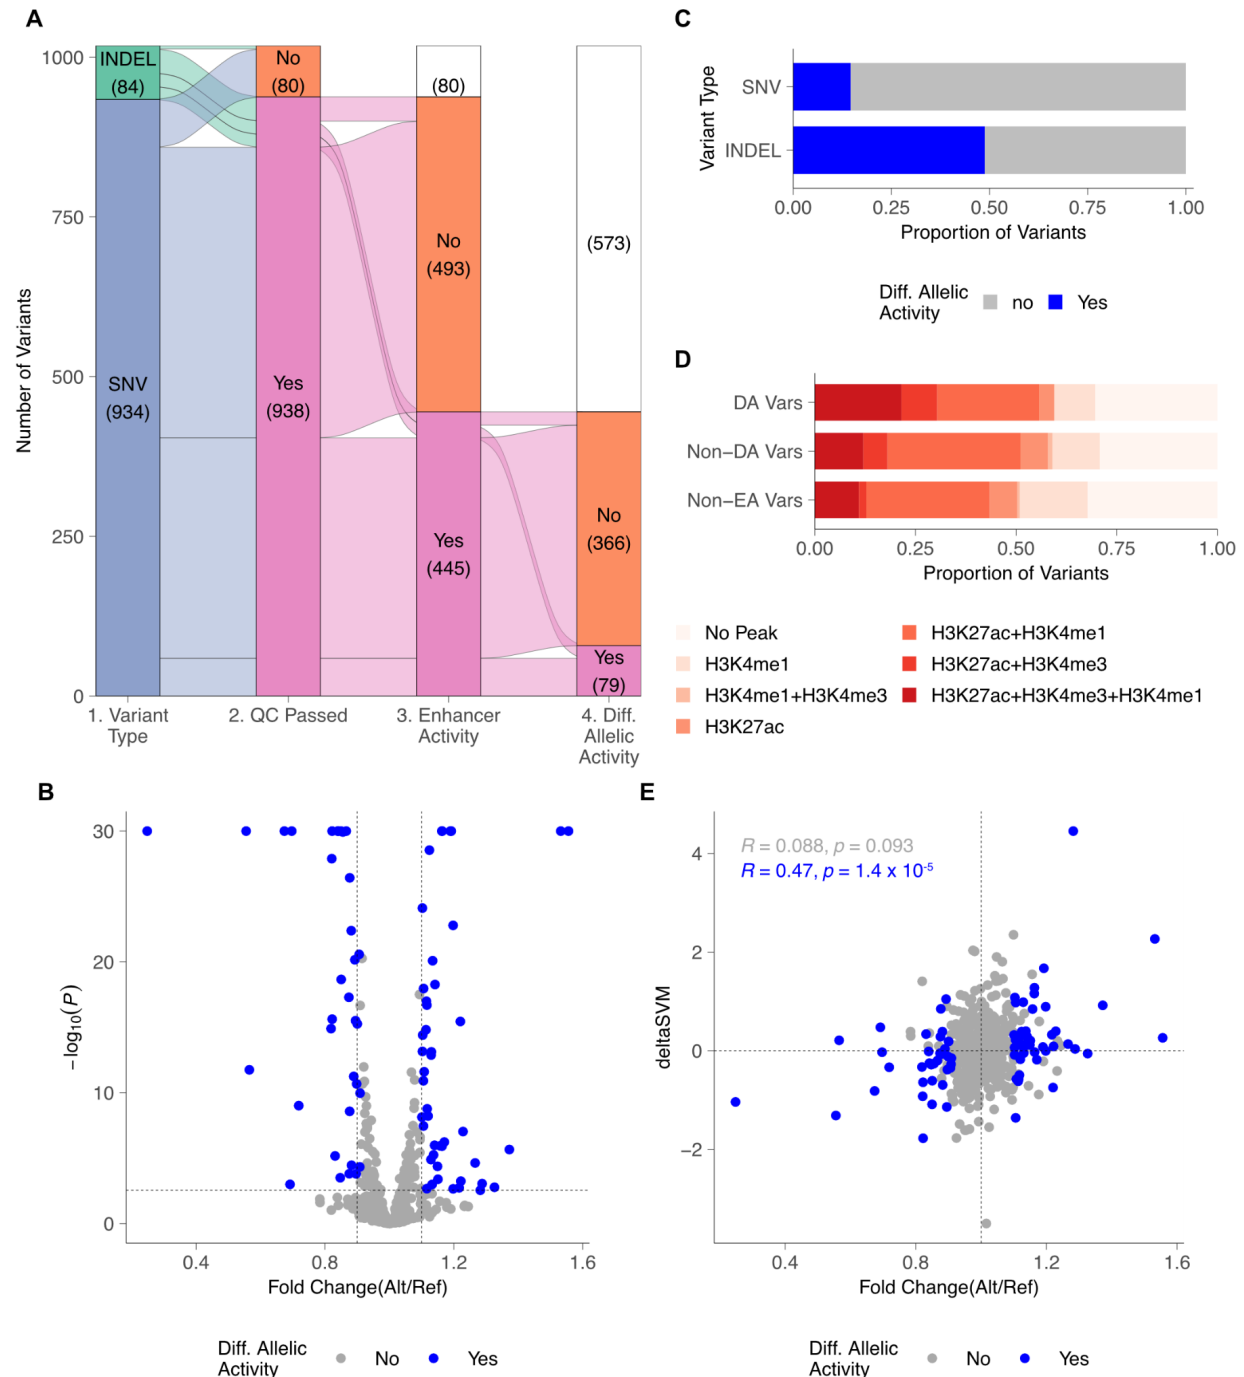 A
Number of Variants
1000
750
500
250
0
INDEL
(84)
SNV
(934)
No
(80)
Yes
(938)
(80)
No
(493)
Yes
(445)
(573)
No
(366)
Yes
(79)
1. Variant
Type
2. QC Passed
3. Enhancer
Activity
4. Diff.
Allelic
Activity
C
Variant Type
SNV
INDEL
0.00
0.25
0.50
0.75
1.00
Proportion of Variants
Diff. Allelic
Activity
no
Yes
D
DA Vars
Non-DA Vars
Non-EA Vars
0.00
0.25
0.50
0.75
1.00
Proportion of Variants
No Peak
H3K4me1
H3K4me1+H3K4me3
H3K27ac
H3K27ac+H3K4me1
H3K27ac+H3K4me3
H3K27ac+H3K4me3+H3K4me1
B
-log10(P)
30
20
10
0
0.4
0.8
1.2
1.6
Fold Change(Alt/Ref)
Diff. Allelic
Activity
No
Yes
E
R = 0.088, p = 0.093
R = 0.47, p = 1.4 x 10-5
deltaSVM
4
2
0
−2
0.4
0.8
1.2
1.6
Fold Change(Alt/Ref)
Diff. Allelic
Activity
No
Yes